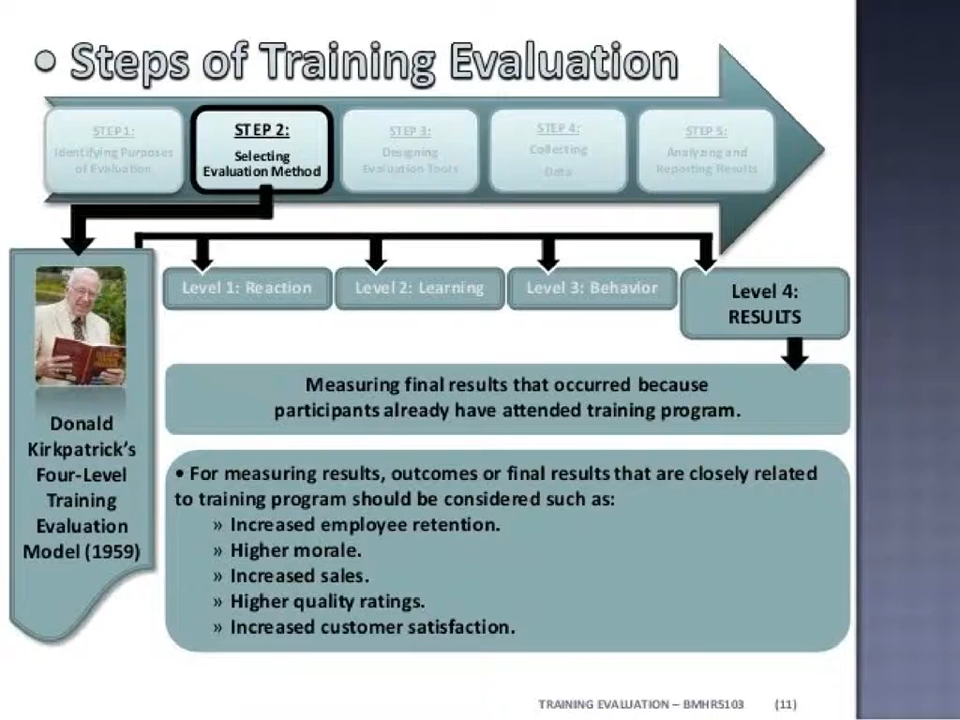 • Steps of Training Evaluation
STEP 1:
Identifying Purposes
of Evaluation
STEP 2:
Selecting
Evaluation Method
STEP 3:
Designing
Evaluation Tools
STEP 4:
Collecting
Data
STEP 5:
Analyzing and
Reporting Results
Level 1: Reaction
Level 2: Learning
Level 3: Behavior
Level 4:
RESULTS
Donald
Kirkpatrick's
Four-Level
Training
Evaluation
Model (1959)
Measuring final results that occurred because
participants already have attended training program.
• For measuring results, outcomes or final results that are closely related
to training program should be considered such as:
» Increased employee retention.
» Higher morale.
» Increased sales.
» Higher quality ratings.
» Increased customer satisfaction.
TRAINING EVALUATION – BMHR5103 (11)